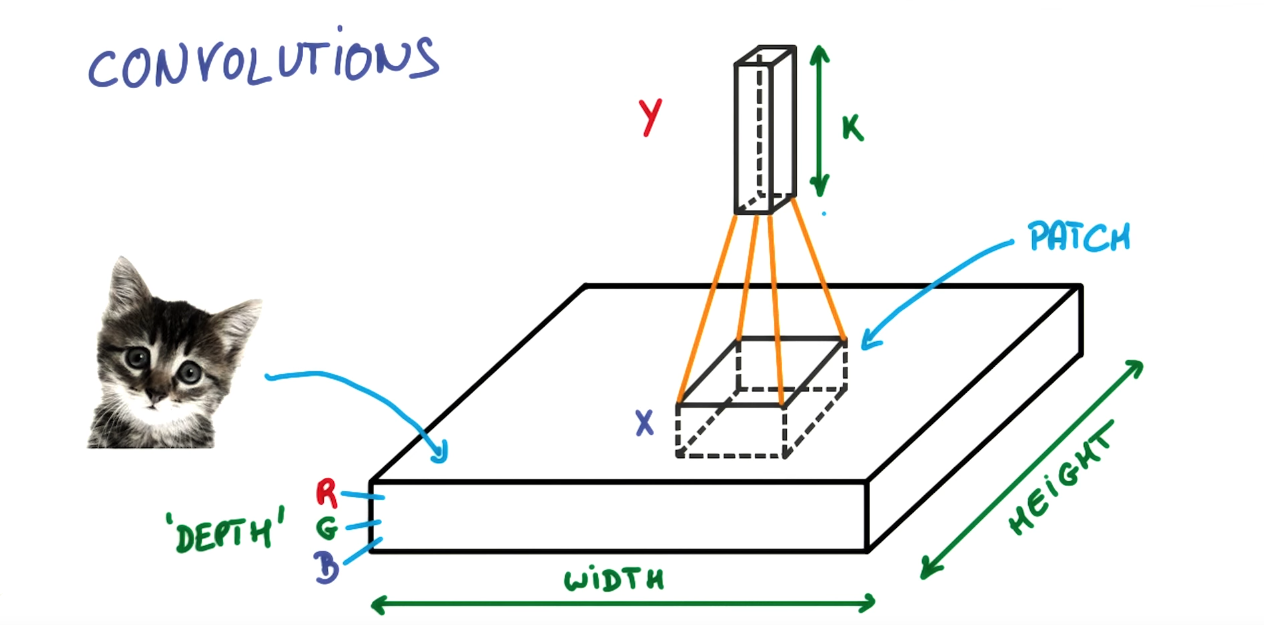 CONVOLUTIONS
Y
K
PATCH
X
R
'DEPTH'
G
B
WIDTH
HEIGHT